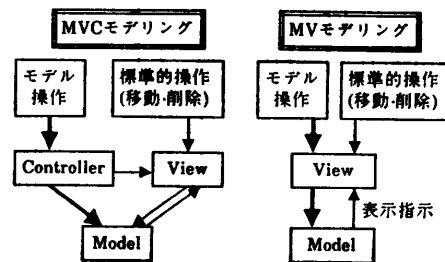 MVCモデリング
モデル
操作
標準的操作
(移動・削除)
Controller
View
Model
MVモデリング
モデル
操作
標準的操作
(移動・削除)
View
表示指示
Model